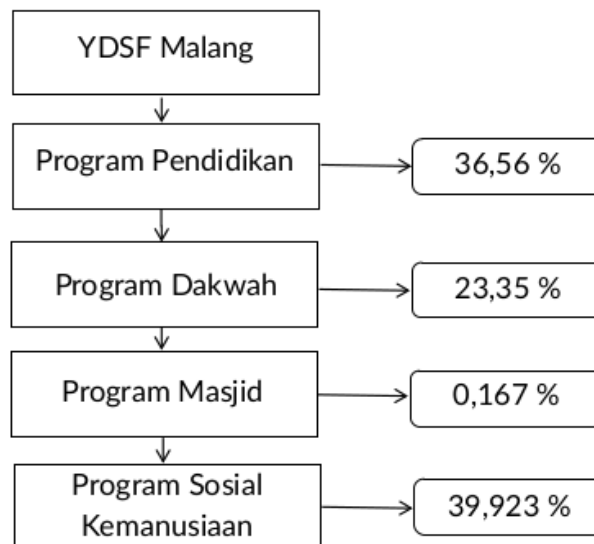 YDSF Malang
Program Pendidikan
36,56 %
Program Dakwah
23,35 %
Program Masjid
0,167 %
Program Sosial
Kemanusiaan
39,923 %